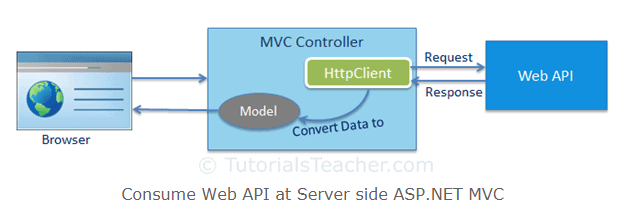 MVC Controller
HttpClient
Request
Response
Web API
Model
Convert Data to
Browser
© TutorialsTeacher.com
Consume Web API at Server side ASP.NET MVC